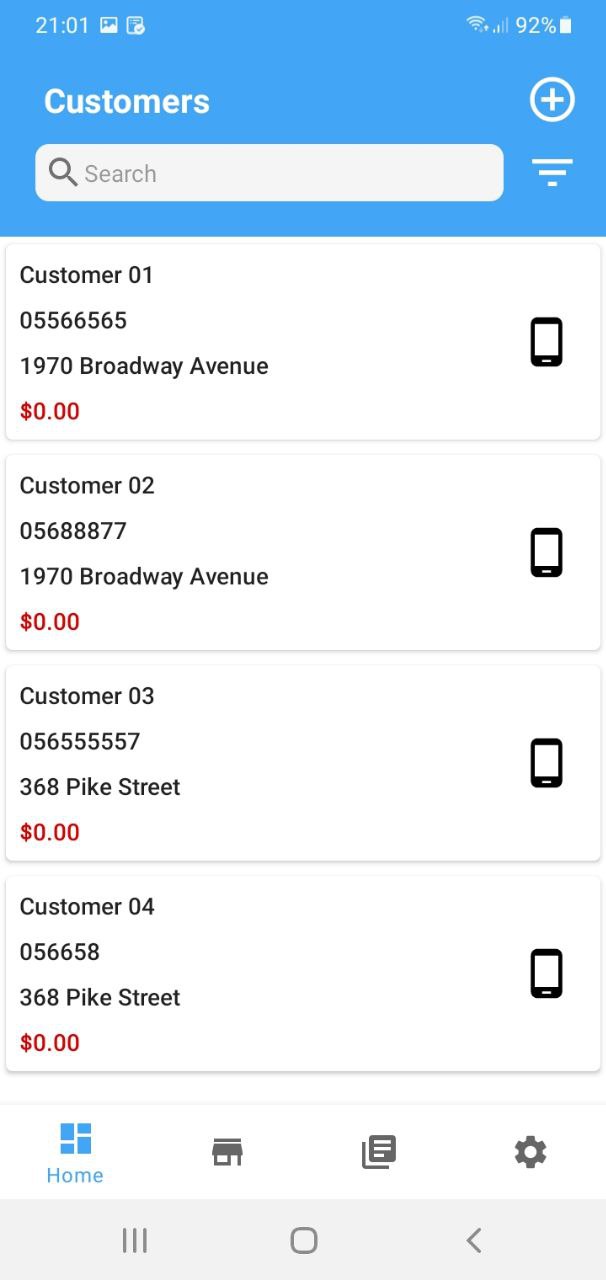 21:01 92%
Customers
Search
Customer 01
05566565
1970 Broadway Avenue
$0.00
Customer 02
05688877
1970 Broadway Avenue
$0.00
Customer 03
056555557
368 Pike Street
$0.00
Customer 04
056658
368 Pike Street
$0.00
Home